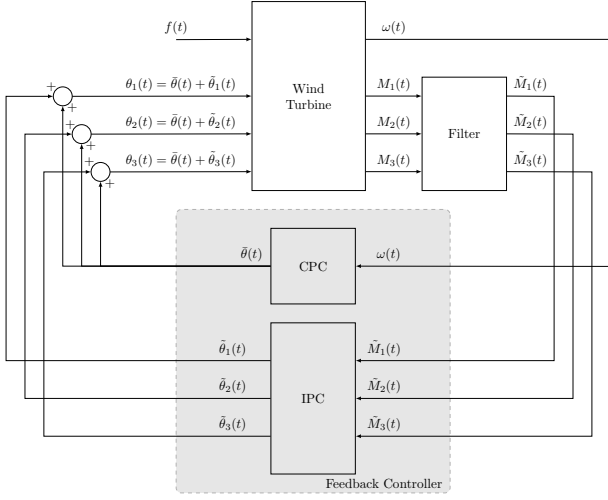 f(t)
ω(t)
+
θ₁(t) = θ̄(t) + θ̃₁(t)
M₁(t)
M̃₁(t)
+
Wind
Turbine
+
θ₂(t) = θ̄(t) + θ̃₂(t)
M₂(t)
Filter
M̃₂(t)
+
+
θ₃(t) = θ̄(t) + θ̃₃(t)
M₃(t)
M̃₃(t)
+
θ̄(t)
CPC
ω(t)
θ̃₁(t)
M̃₁(t)
θ̃₂(t)
IPC
M̃₂(t)
θ̃₃(t)
M̃₃(t)
Feedback Controller